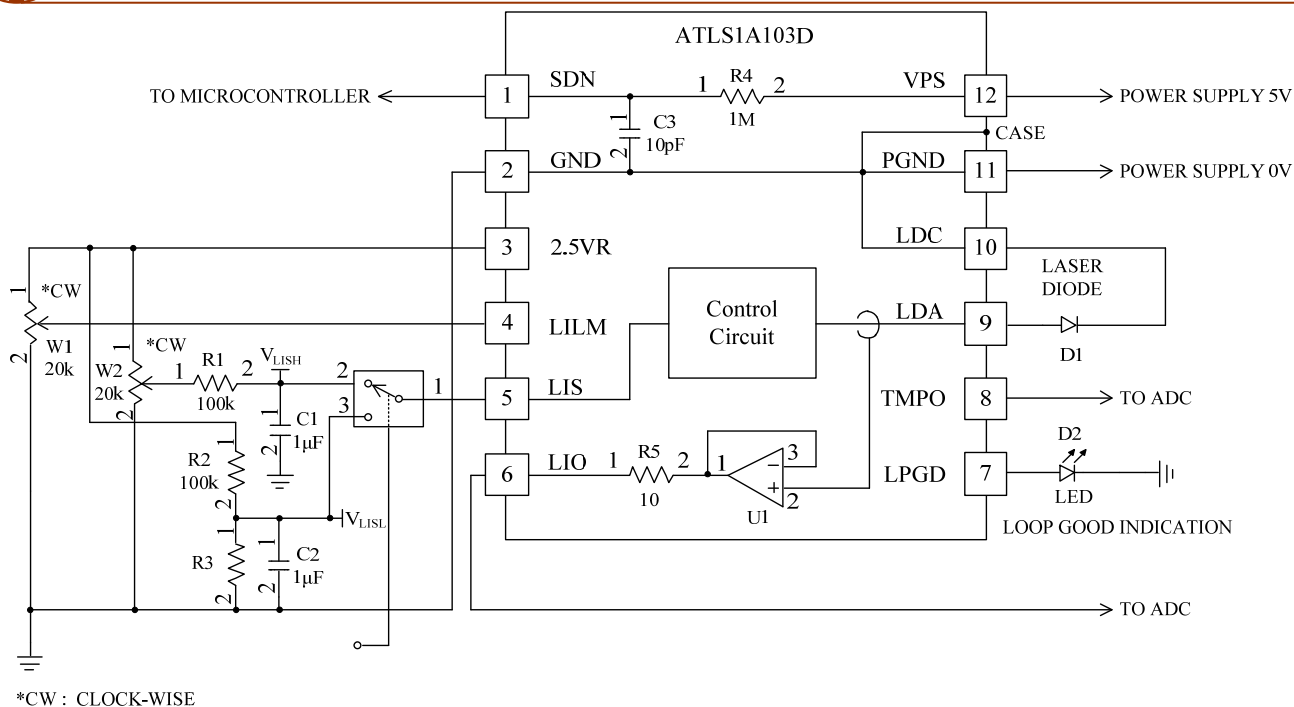 ATLS1A103D
TO MICROCONTROLLER
1
SDN
1
R4
2
1M
VPS
12
POWER SUPPLY 5V
1
C3
10pF
2
CASE
2
GND
PGND
11
POWER SUPPLY 0V
3
2.5VR
LDC
10
LASER
DIODE
1
*CW
W1
20k
2
4
LILM
Control
Circuit
LDA
9
D1
1
*CW
W2
20k
2
1
R1
2
100k
VLISH
1
C1
1μF
2
2
3
1
5
LIS
TMPO
8
TO ADC
1
R2
100k
2
6
LIO
1
R5
2
10
1
−
3
+
2
U1
LPGD
7
D2
LED
LOOP GOOD INDICATION
VLISL
1
R3
2
1
C2
1μF
2
TO ADC
*CW : CLOCK-WISE